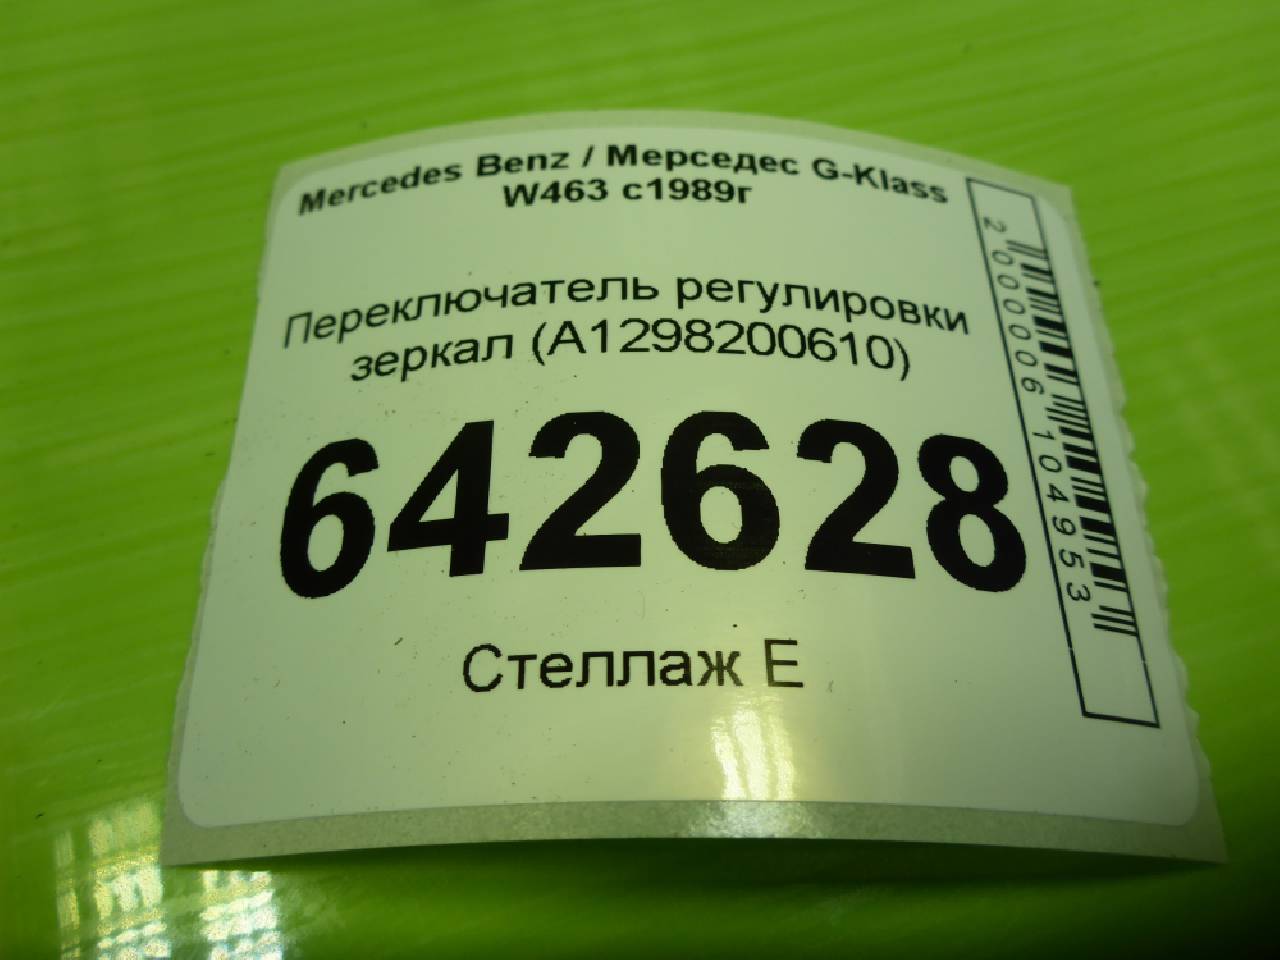 Mercedes Benz / Мерседес G-Klass
W463 с1989г
Переключатель регулировки
зеркал (A1298200610)
642628
Стеллаж Е
2000006104953